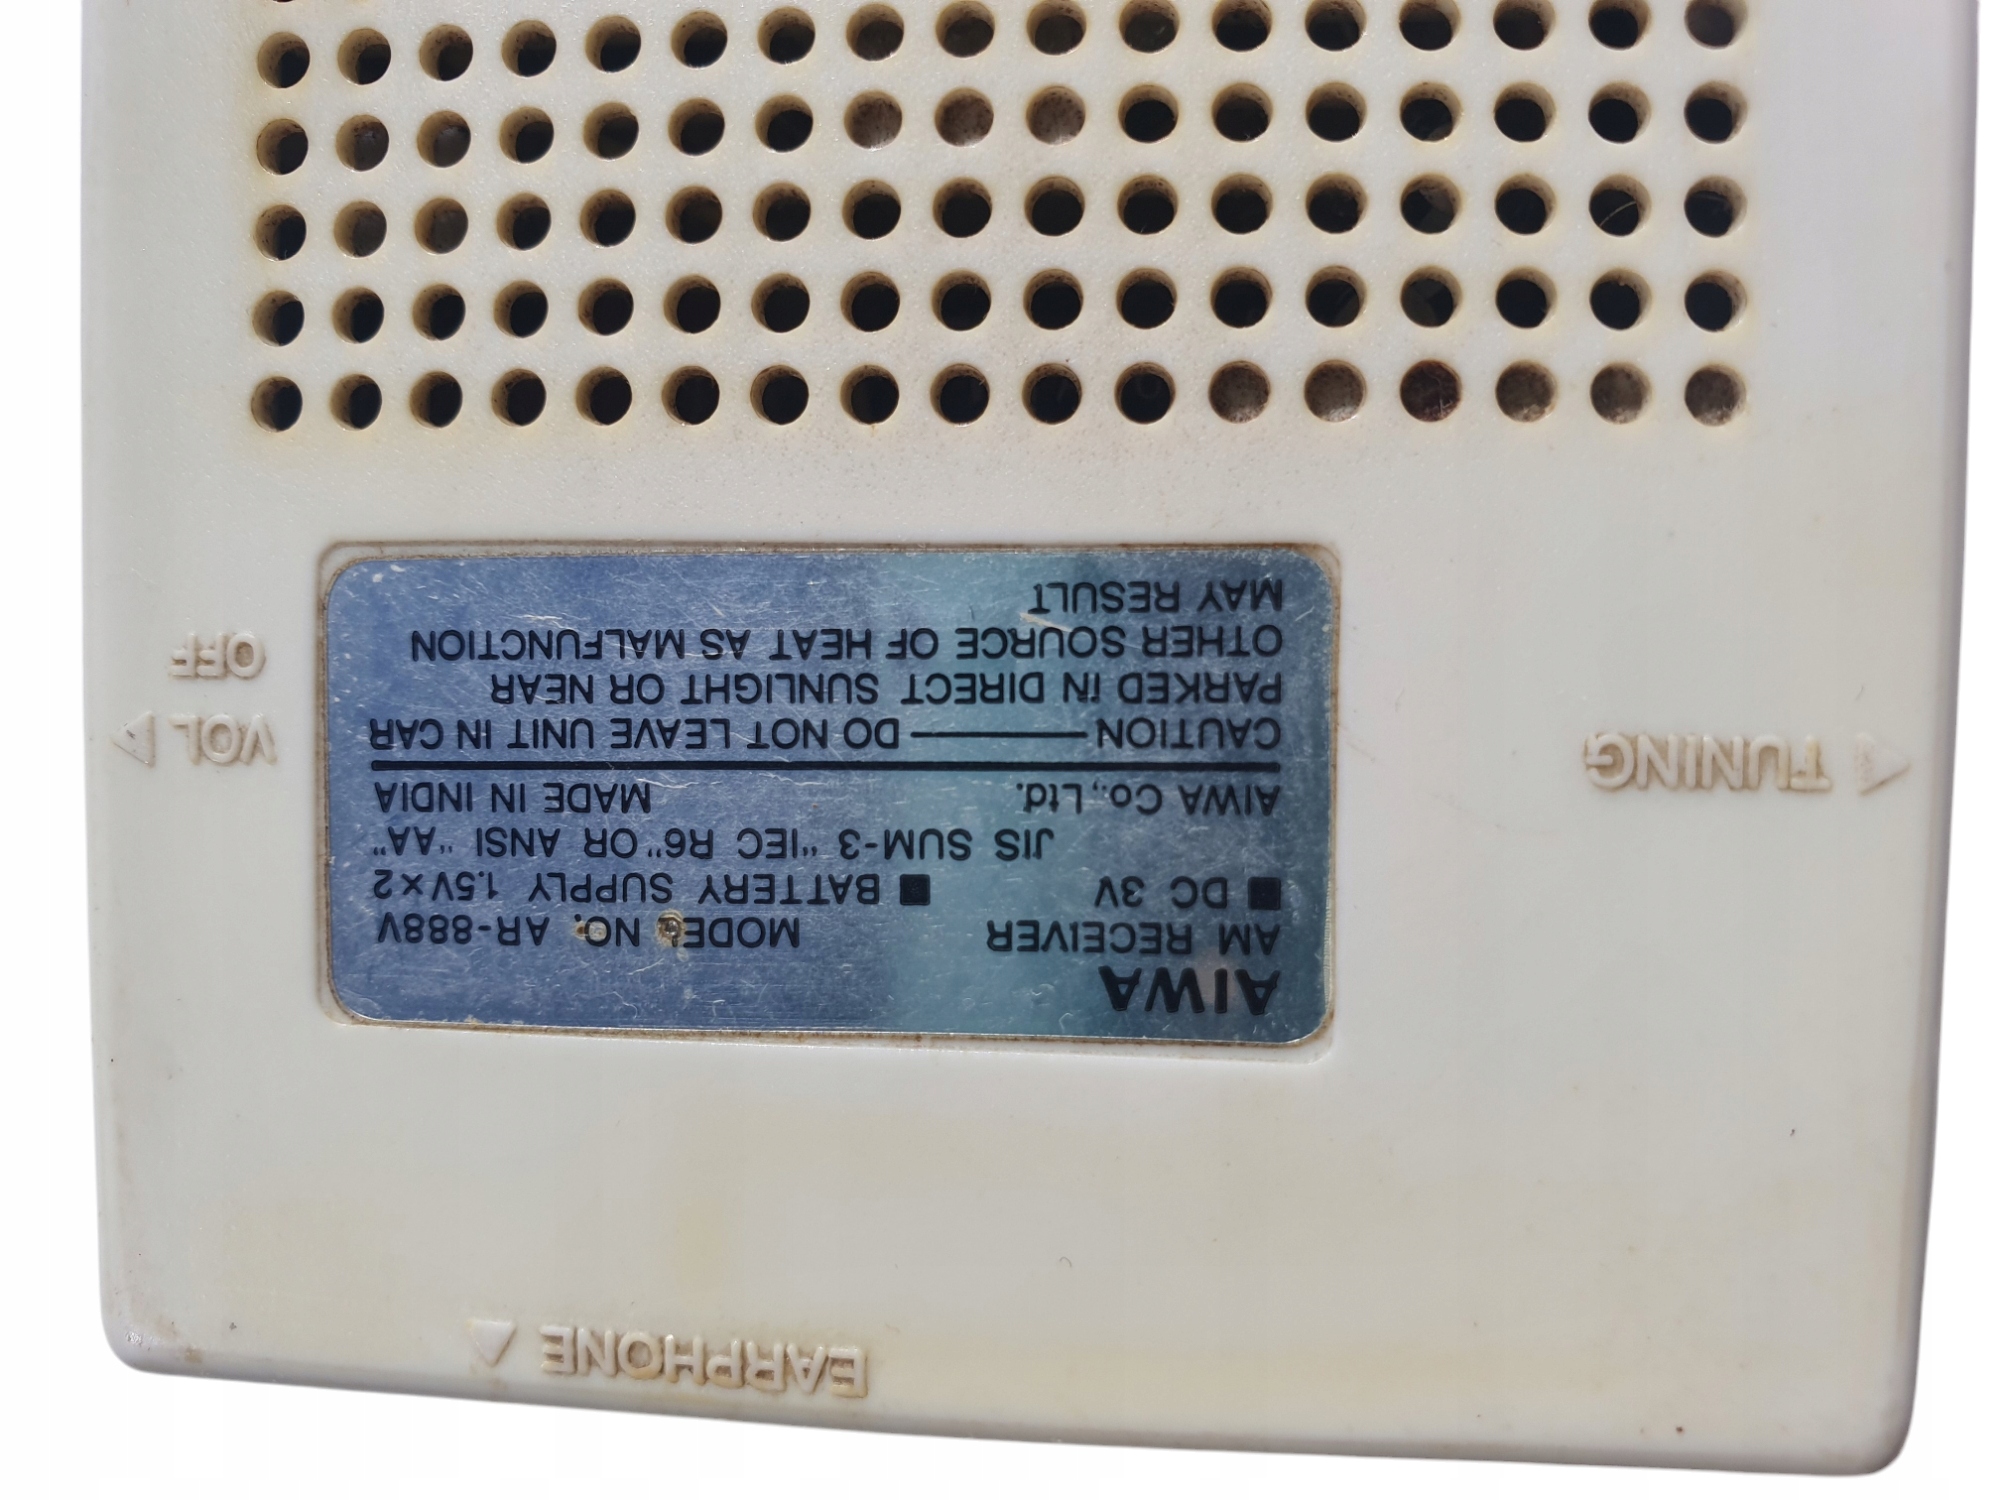 EARPHONE
AIWA
AM RECEIVER MODEL NO. AR-888V
■ DC 3V ■ BATTERY SUPPLY 1.5V×2
JIS SUM-3 "IEC R6" OR ANSI "AA"
AIWA Co., Ltd. MADE IN INDIA
CAUTION — DO NOT LEAVE UNIT IN CAR
PARKED IN DIRECT SUNLIGHT OR NEAR
OTHER SOURCE OF HEAT AS MALFUNCTION
MAY RESULT
TUNING
VOL
OFF